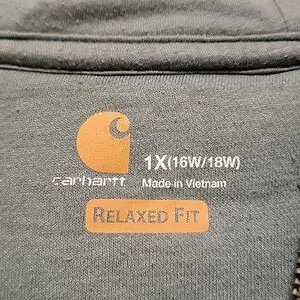 carhartt
1X(16W/18W)
Made in Vietnam
RELAXED FIT